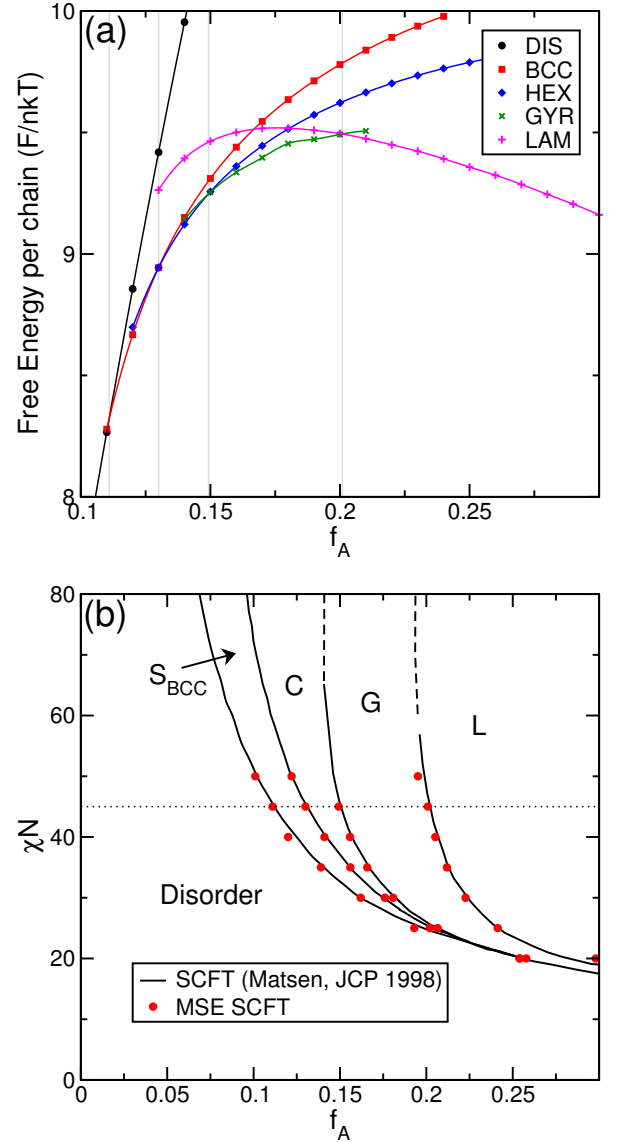 (a)
DIS
BCC
HEX
GYR
LAM
Free Energy per chain (F/nkT)
10
9
8
0.1
0.15
0.2
0.25
f_A
(b)
S_BCC
C
G
L
Disorder
SCFT (Matsen, JCP 1998)
MSE SCFT
χN
80
60
40
20
0
0
0.05
0.1
0.15
0.2
0.25
f_A